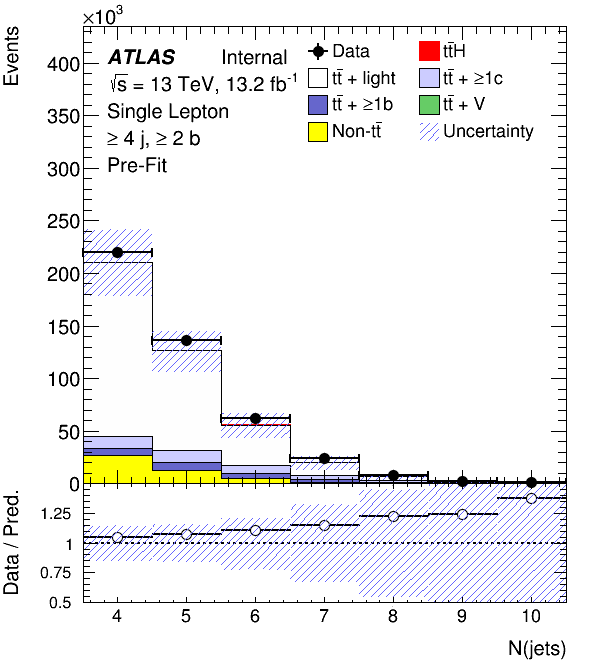 ×10³
Events
400
350
300
250
200
150
100
50
0
ATLAS Internal
√s = 13 TeV, 13.2 fb⁻¹
Single Lepton
≥ 4 j, ≥ 2 b
Pre-Fit
Data
tt̄H
tt̄ + light
tt̄ + ≥1c
tt̄ + ≥1b
tt̄ + V
Non-tt̄
Uncertainty
Data / Pred.
1.25
1
0.75
0.5
4 5 6 7 8 9 10
N(jets)